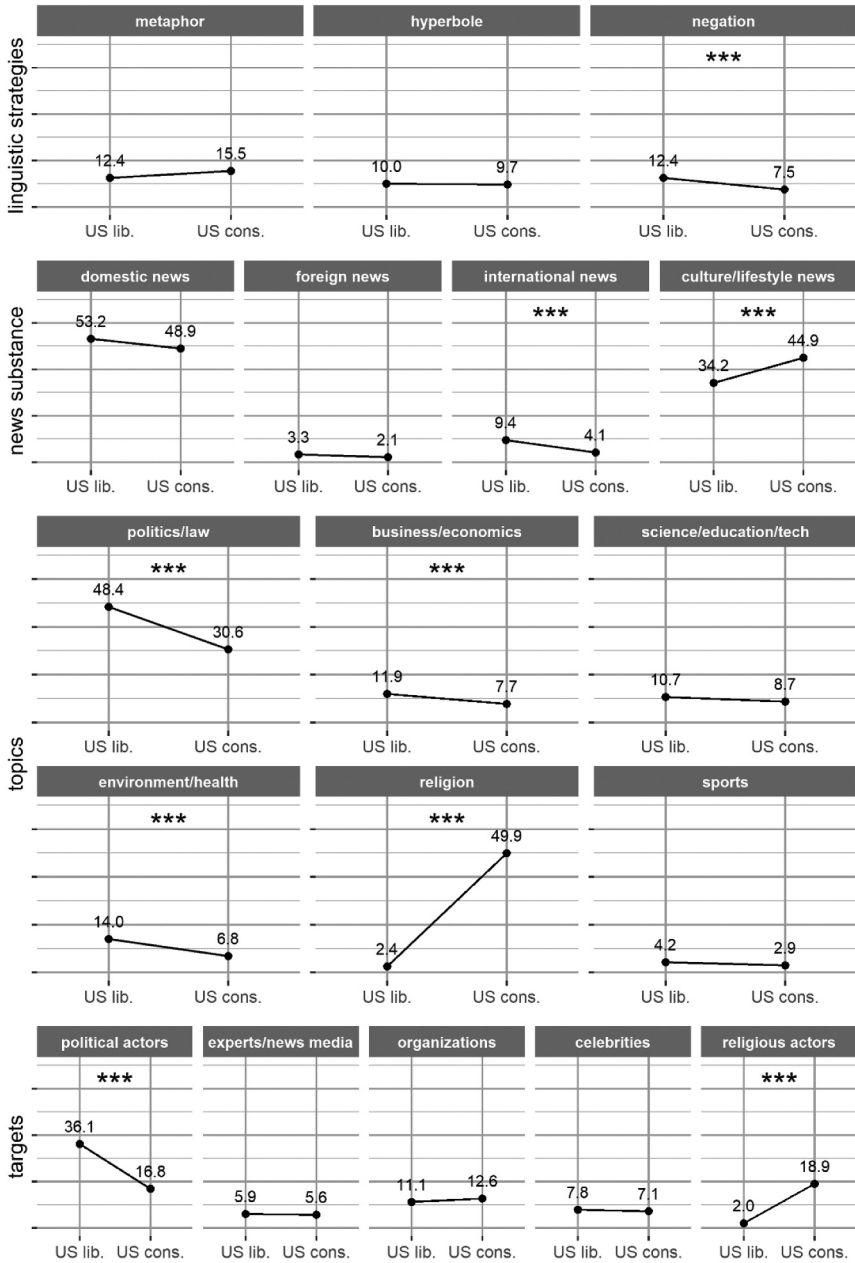 linguistic strategies
metaphor hyperbole negation
***
12.4 15.5 10.0 9.7 12.4 7.5
US lib. US cons. US lib. US cons. US lib. US cons.
news substance
domestic news foreign news international news culture/lifestyle news
*** ***
53.2 48.9 3.3 2.1 9.4 4.1 34.2 44.9
US lib. US cons. US lib. US cons. US lib. US cons. US lib. US cons.
topics
politics/law business/economics science/education/tech
*** ***
48.4 30.6 11.9 7.7 10.7 8.7
US lib. US cons. US lib. US cons. US lib. US cons.
environment/health religion sports
*** ***
14.0 6.8 2.4 49.9 4.2 2.9
US lib. US cons. US lib. US cons. US lib. US cons.
targets
political actors experts/news media organizations celebrities religious actors
*** ***
36.1 16.8 5.9 5.6 11.1 12.6 7.8 7.1 2.0 18.9
US lib. US cons. US lib. US cons. US lib. US cons. US lib. US cons. US lib. US cons.